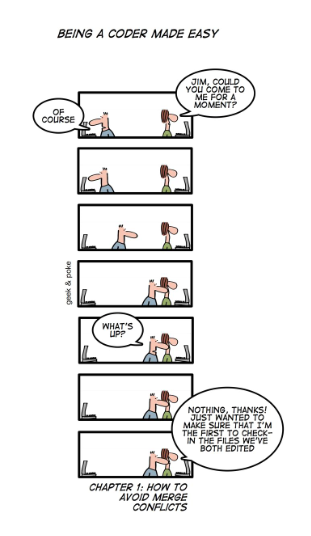 BEING A CODER MADE EASY
JIM, COULD
YOU COME TO
ME FOR A
MOMENT?
OF
COURSE
geek & poke
WHAT'S
UP?
NOTHING, THANKS!
JUST WANTED TO
MAKE SURE THAT I'M
THE FIRST TO CHECK-
IN THE FILES WE'VE
BOTH EDITED
CHAPTER 1: HOW TO
AVOID MERGE
CONFLICTS